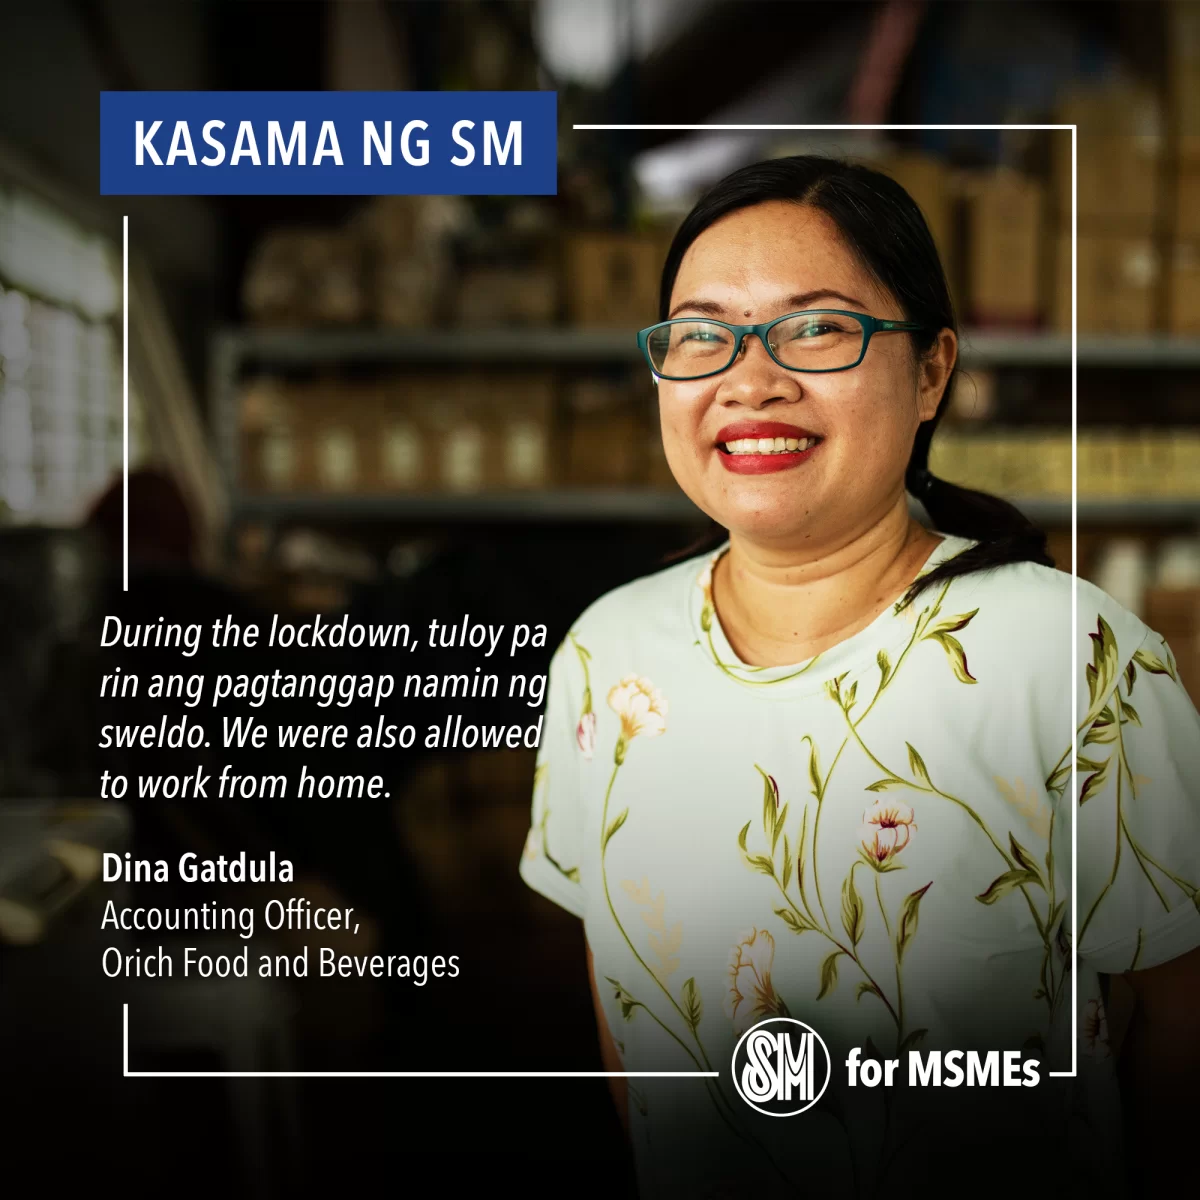 KASAMA NG SM
During the lockdown, tuloy pa
rin ang pagtanggap namin ng
sweldo. We were also allowed
to work from home.
Dina Gatdula
Accounting Officer,
Orich Food and Beverages
SM for MSMEs